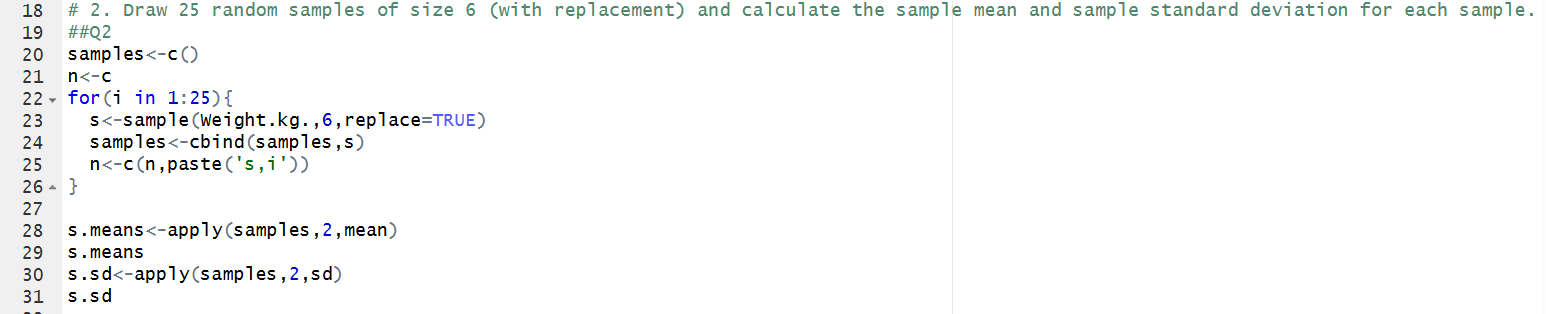 18 # 2. Draw 25 random samples of size 6 (with replacement) and calculate the sample mean and sample standard deviation for each sample.
19 ##Q2
20 samples<-c()
21 n<-c
22 for(i in 1:25){
23   s<-sample(Weight.kg.,6,replace=TRUE)
24   samples<-cbind(samples,s)
25   n<-c(n,paste('s,i'))
26 }
27
28 s.means<-apply(samples,2,mean)
29 s.means
30 s.sd<-apply(samples,2,sd)
31 s.sd